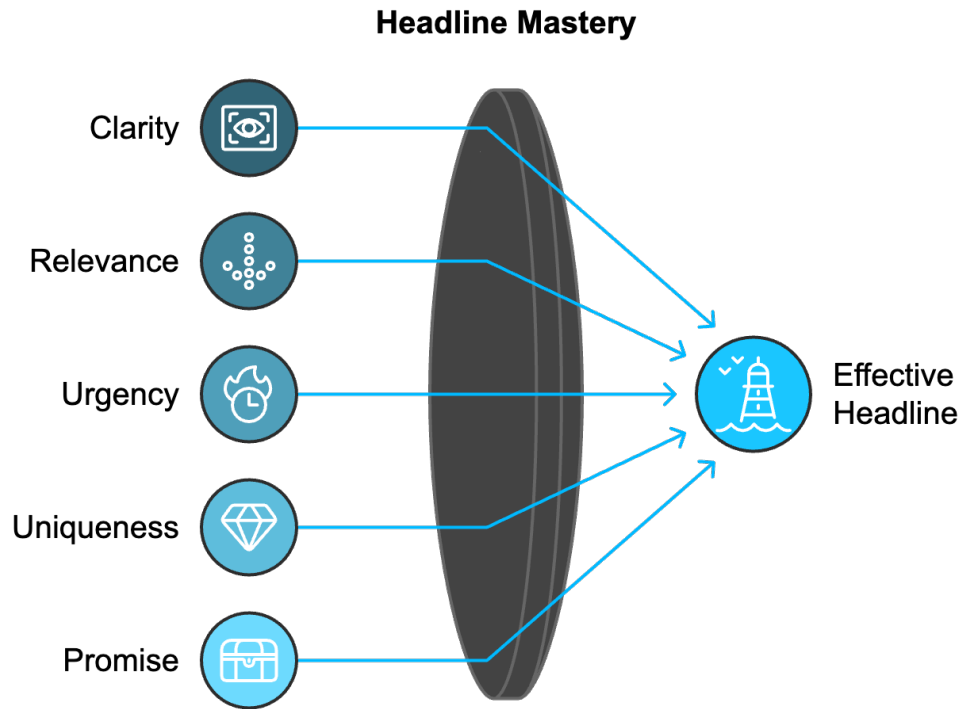 Headline Mastery
Clarity
Relevance
Urgency
Uniqueness
Promise
Effective
Headline